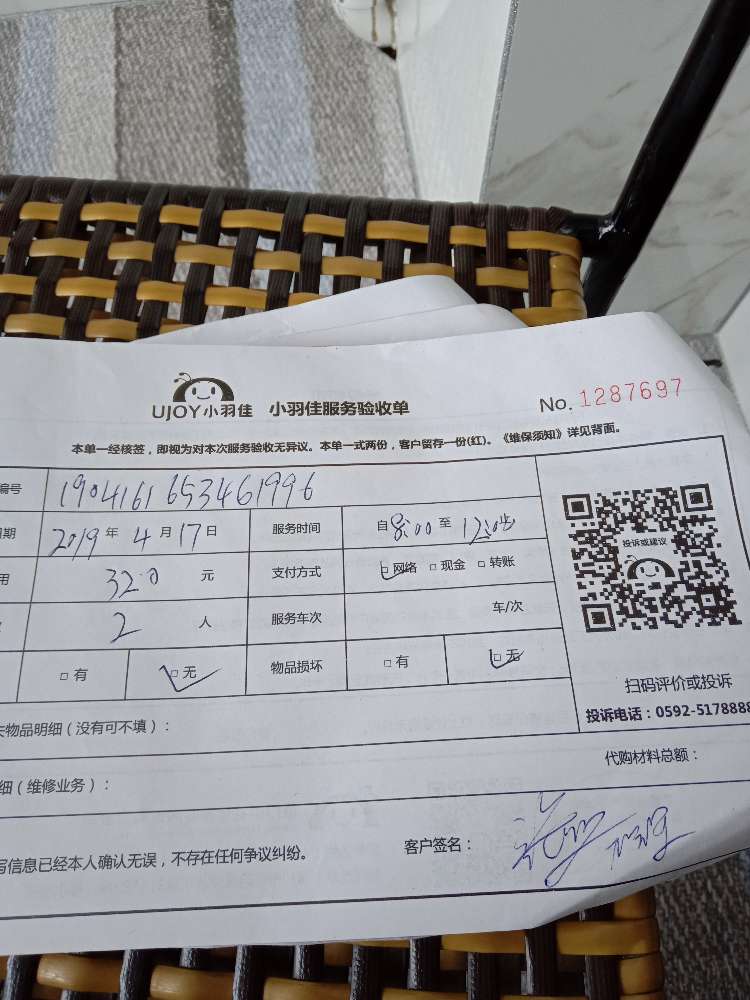 UJOY小羽佳 小羽佳服务验收单 No. 1287697
本单一经核签，即视为对本次服务验收无异议。本单一式两份，客户留存一份(红)。《维保须知》详见背面。
编号 1904161653461996
期 2019 年 4 月 17 日 服务时间 自 8:00 至 12:00止
用 320 元 支付方式 □ 网络 □ 现金 □ 转账
2 人 服务车次 车/次
□ 有 □ 无 物品损坏 □ 有 □ 无
投诉或建议
扫码评价或投诉
投诉电话：0592-5178888
物品明细（没有可不填）：
代购材料总额：
细（维修业务）：
写信息已经本人确认无误，不存在任何争议纠纷。 客户签名：